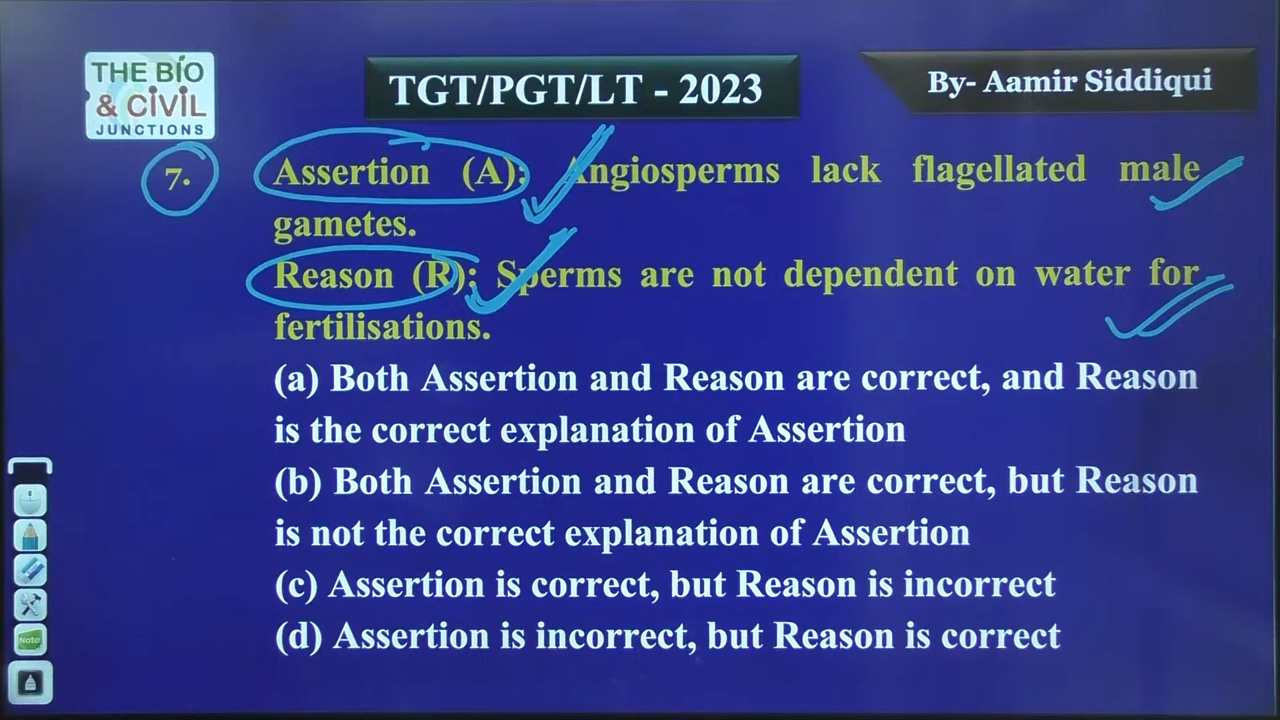 THE BIO
& CIVIL
JUNCTIONS
TGT/PGT/LT - 2023
By- Aamir Siddiqui
7. Assertion (A): Angiosperms lack flagellated male
gametes.
Reason (R): Sperms are not dependent on water for
fertilisations.
(a) Both Assertion and Reason are correct, and Reason
is the correct explanation of Assertion
(b) Both Assertion and Reason are correct, but Reason
is not the correct explanation of Assertion
(c) Assertion is correct, but Reason is incorrect
(d) Assertion is incorrect, but Reason is correct
Note